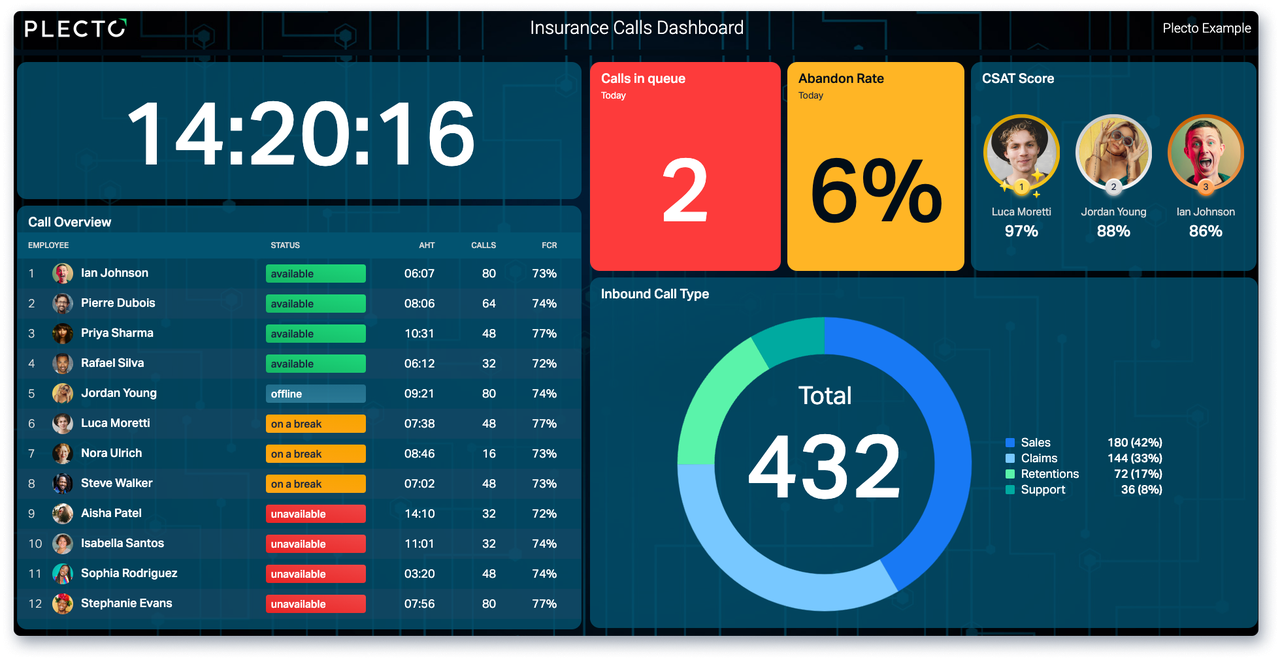 PLECTO
Insurance Calls Dashboard
Plecto Example
14:20:16
Calls in queue
Today
2
Abandon Rate
Today
6%
CSAT Score
1 2 3
Luca Moretti Jordan Young Ian Johnson
97% 88% 86%
Call Overview
EMPLOYEE STATUS AHT CALLS FCR
1 Ian Johnson available 06:07 80 73%
2 Pierre Dubois available 08:06 64 74%
3 Priya Sharma available 10:31 48 77%
4 Rafael Silva available 06:12 32 72%
5 Jordan Young offline 09:21 80 74%
6 Luca Moretti on a break 07:38 48 77%
7 Nora Ulrich on a break 08:46 16 73%
8 Steve Walker on a break 07:02 48 73%
9 Aisha Patel unavailable 14:10 32 72%
10 Isabella Santos unavailable 11:01 32 74%
11 Sophia Rodriguez unavailable 03:20 48 74%
12 Stephanie Evans unavailable 07:56 80 77%
Inbound Call Type
Total
432
Sales 180 (42%)
Claims 144 (33%)
Retentions 72 (17%)
Support 36 (8%)